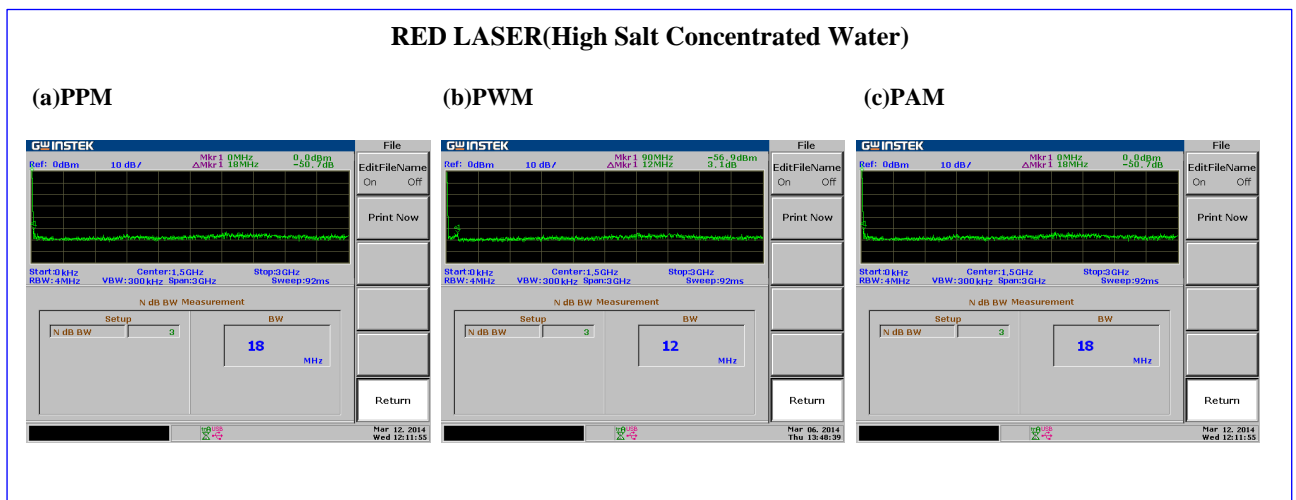 RED LASER(High Salt Concentrated Water)
(a)PPM
(b)PWM
(c)PAM
GW INSTEK
File
Ref: 0dBm 10 dB/ Mkr1 0MHz 0.0dBm
ΔMkr1 18MHz -50.7dB
EditFileName
On Off
Print Now
Start:0kHz Center:1.5GHz Stop:3GHz
RBW:4MHz VBW:300kHz Span:3GHz Sweep:92ms
N dB BW Measurement
Setup BW
N dB BW 3
18
MHz
Return
USB
Mar 12, 2014
Wed 12:11:55
GW INSTEK
File
Ref: 0dBm 10 dB/ Mkr1 90MHz -56.9dBm
ΔMkr1 12MHz 3.1dB
EditFileName
On Off
Print Now
Start:0kHz Center:1.5GHz Stop:3GHz
RBW:4MHz VBW:300kHz Span:3GHz Sweep:92ms
N dB BW Measurement
Setup BW
N dB BW 3
12
MHz
Return
USB
Mar 06, 2014
Thu 13:48:39
GW INSTEK
File
Ref: 0dBm 10 dB/ Mkr1 0MHz 0.0dBm
ΔMkr1 18MHz -50.7dB
EditFileName
On Off
Print Now
Start:0kHz Center:1.5GHz Stop:3GHz
RBW:4MHz VBW:300kHz Span:3GHz Sweep:92ms
N dB BW Measurement
Setup BW
N dB BW 3
18
MHz
Return
USB
Mar 12, 2014
Wed 12:11:55